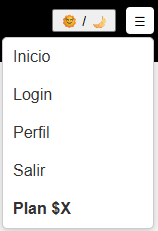 🌞 / 🌛 ☰
Inicio
Login
Perfil
Salir
Plan $X